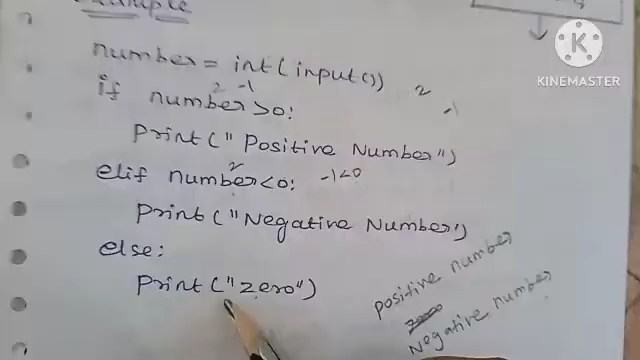 Example
number = int(input())
2 -1 2 -1
if number>0:
Print(" Positive Number")
2 -1<0
elif number<0:
Print("Negative Number")
else:
Print("zero")
positive number
zero
Negative number
KINEMASTER